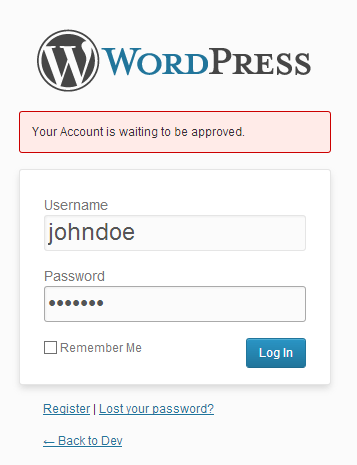 WORDPRESS
Your Account is waiting to be approved.
Username
johndoe
Password
•••••••
Remember Me
Log In
Register | Lost your password?
← Back to Dev